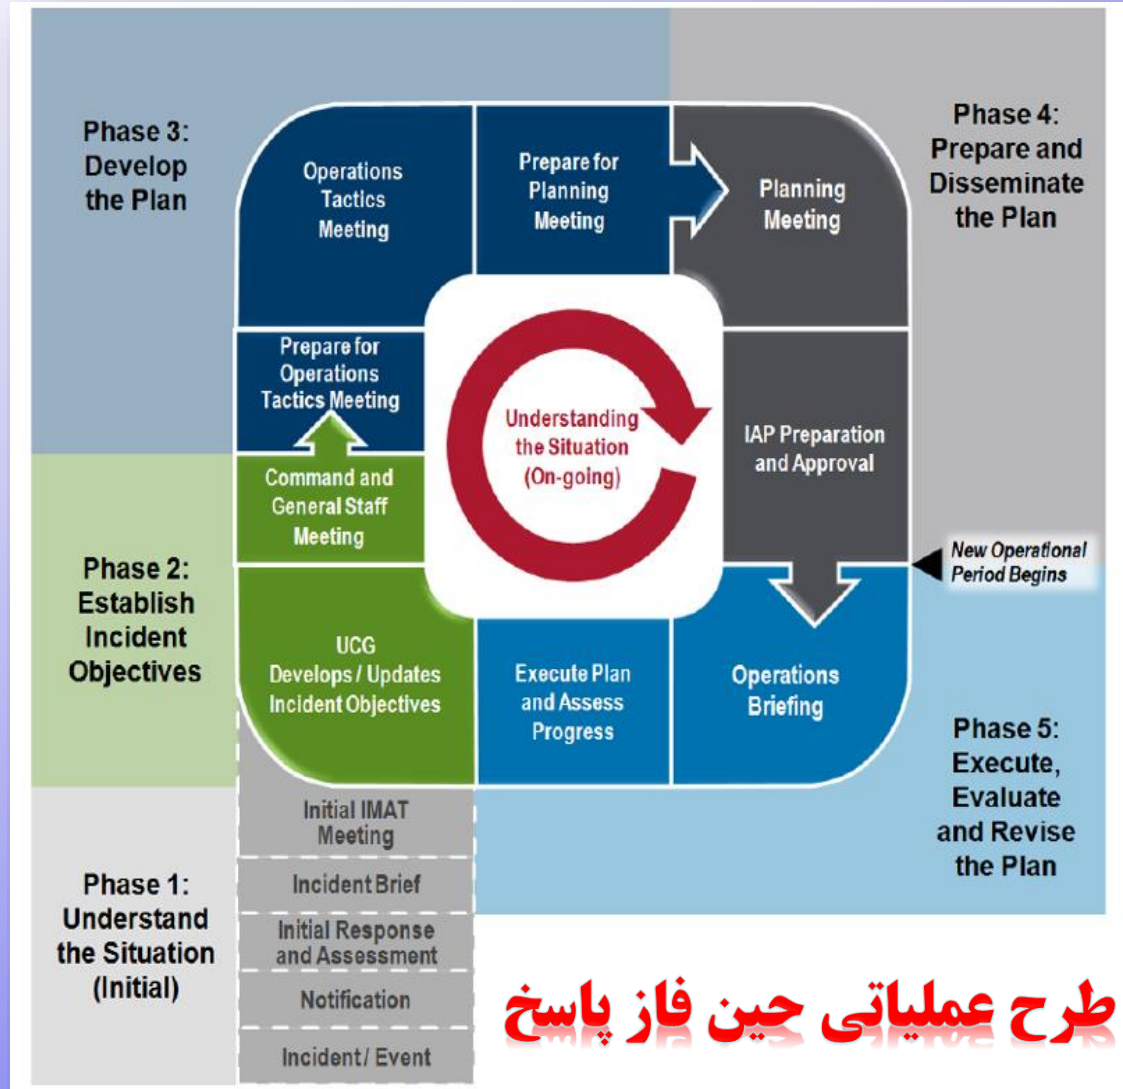 Phase 3:
Develop
the Plan
Operations
Tactics
Meeting
Prepare for
Planning
Meeting
Planning
Meeting
Phase 4:
Prepare and
Disseminate
the Plan
Prepare for
Operations
Tactics Meeting
Understanding
the Situation
(On-going)
IAP Preparation
and Approval
Command and
General Staff
Meeting
New Operational
Period Begins
Phase 2:
Establish
Incident
Objectives
UCG
Develops / Updates
Incident Objectives
Execute Plan
and Assess
Progress
Operations
Briefing
Phase 5:
Execute,
Evaluate
and Revise
the Plan
Phase 1:
Understand
the Situation
(Initial)
Initial IMAT
Meeting
Incident Brief
Initial Response
and Assessment
Notification
Incident / Event
طرح عملیاتی حین فاز پاسخ